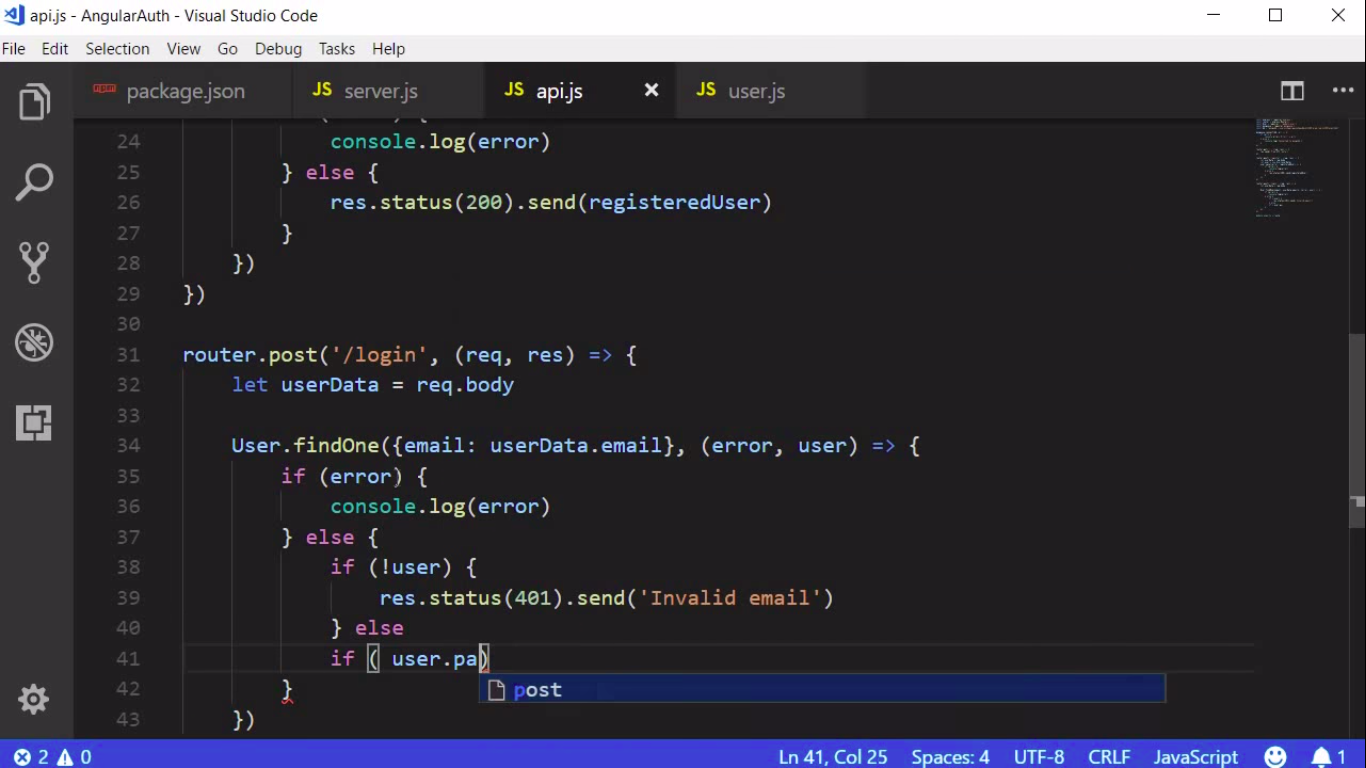 api.js - AngularAuth - Visual Studio Code
File Edit Selection View Go Debug Tasks Help
npm package.json JS server.js JS api.js JS user.js
24 console.log(error)
25 } else {
26 res.status(200).send(registeredUser)
27 }
28 })
29 })
30
31 router.post('/login', (req, res) => {
32 let userData = req.body
33
34 User.findOne({email: userData.email}, (error, user) => {
35 if (error) {
36 console.log(error)
37 } else {
38 if (!user) {
39 res.status(401).send('Invalid email')
40 } else
41 if ( user.pa)
42 }
post
43 })
2 0 Ln 41, Col 25 Spaces: 4 UTF-8 CRLF JavaScript 1